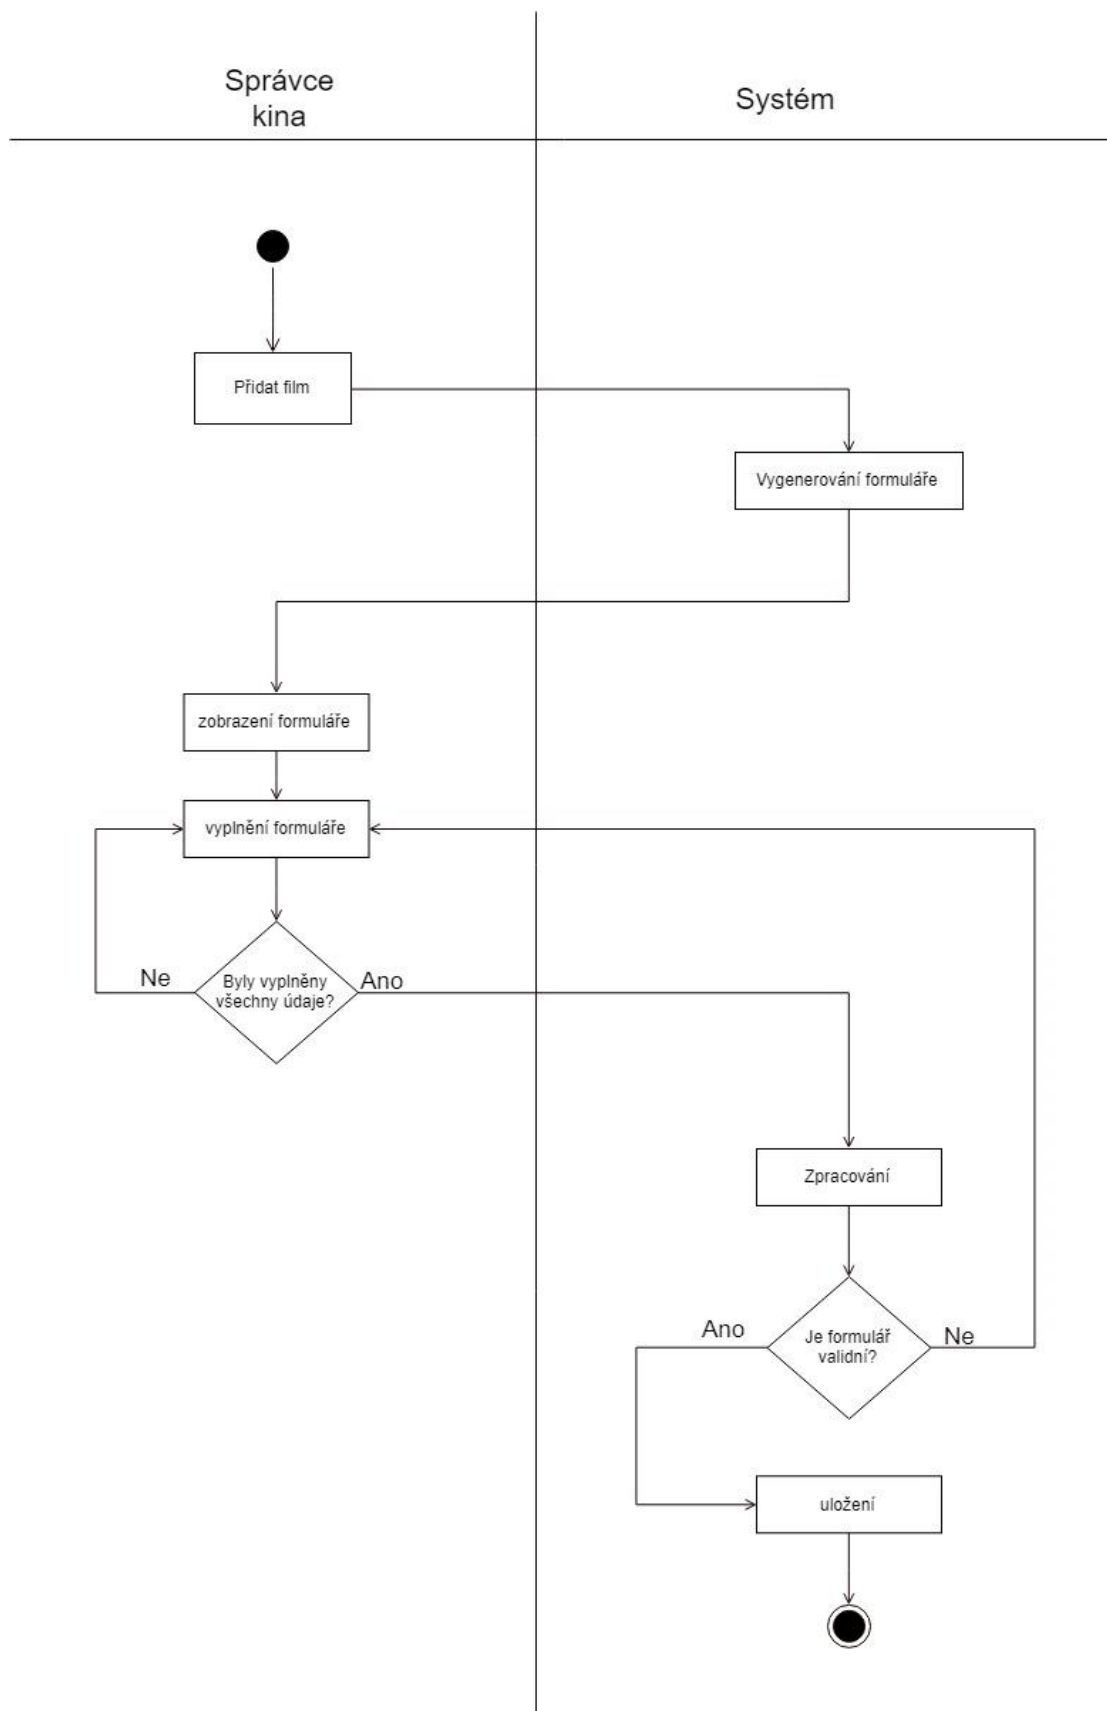 Správce
kina
Systém
Přidat film
Vygenerování formuláře
zobrazení formuláře
vyplnění formuláře
Ne
Byly vyplněny
všechny údaje?
Ano
Zpracování
Ano
Je formulář
validní?
Ne
uložení